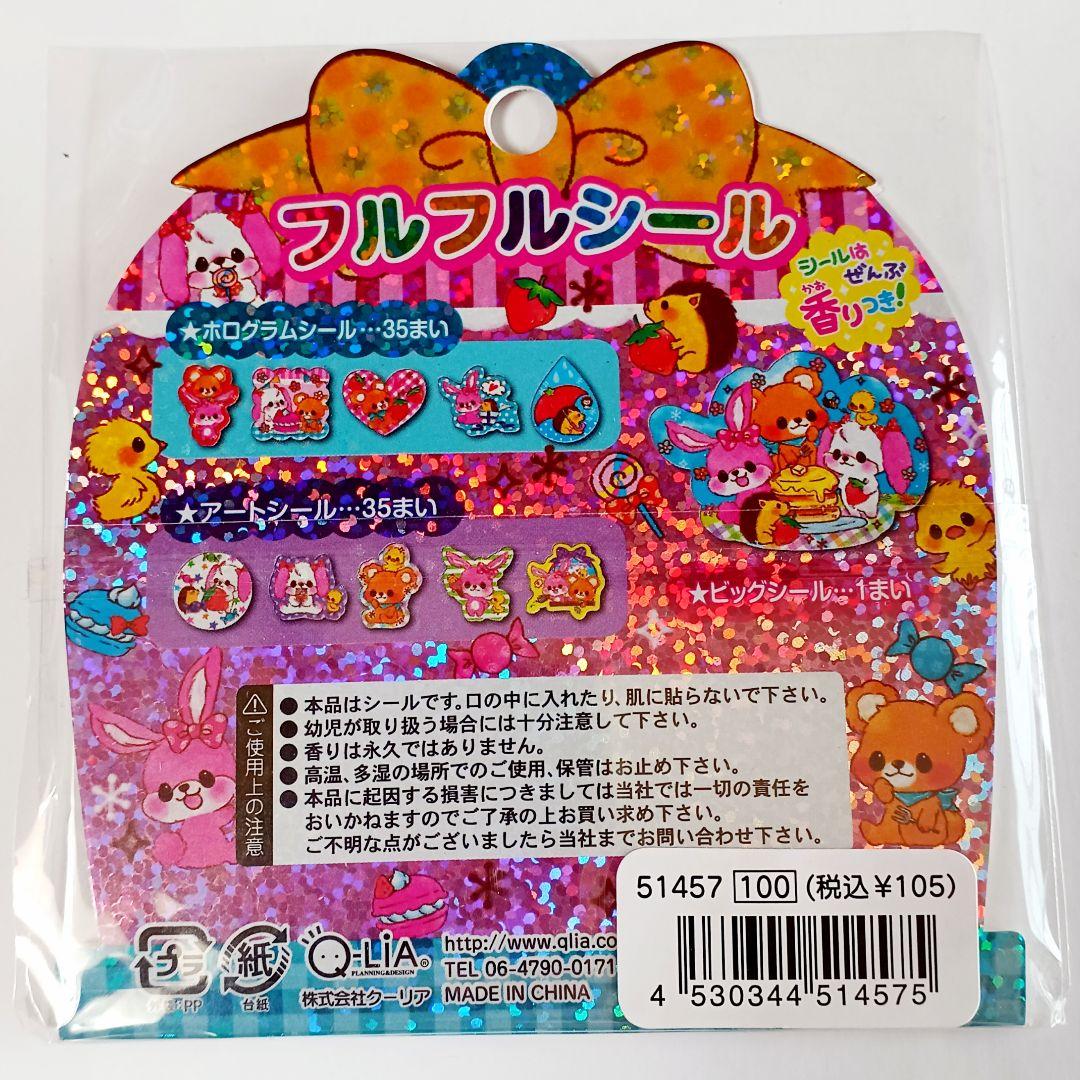 フルフルシール
シールは
ぜんぶ
かお
香りつき!
★ホログラムシール…35まい
★アートシール…35まい
★ビッグシール…1まい
ご使用上の注意
●本品はシールです。口の中に入れたり、肌に貼らないで下さい。
●幼児が取り扱う場合には十分注意して下さい。
●香りは永久ではありません。
●高温、多湿の場所でのご使用、保管はお止め下さい。
●本品に起因する損害につきましては当社では一切の責任を
おいかねますのでご了承の上お買い求め下さい。
ご不明な点がございましたら当社までお問い合わせ下さい。
51457 100 (税込¥105)
4 530344 514575
プラ
PP
紙
台紙
Q-LiA®
PLANNING&DESIGN
株式会社クーリア
http://www.qlia.co
TEL 06-4790-0171
MADE IN CHINA